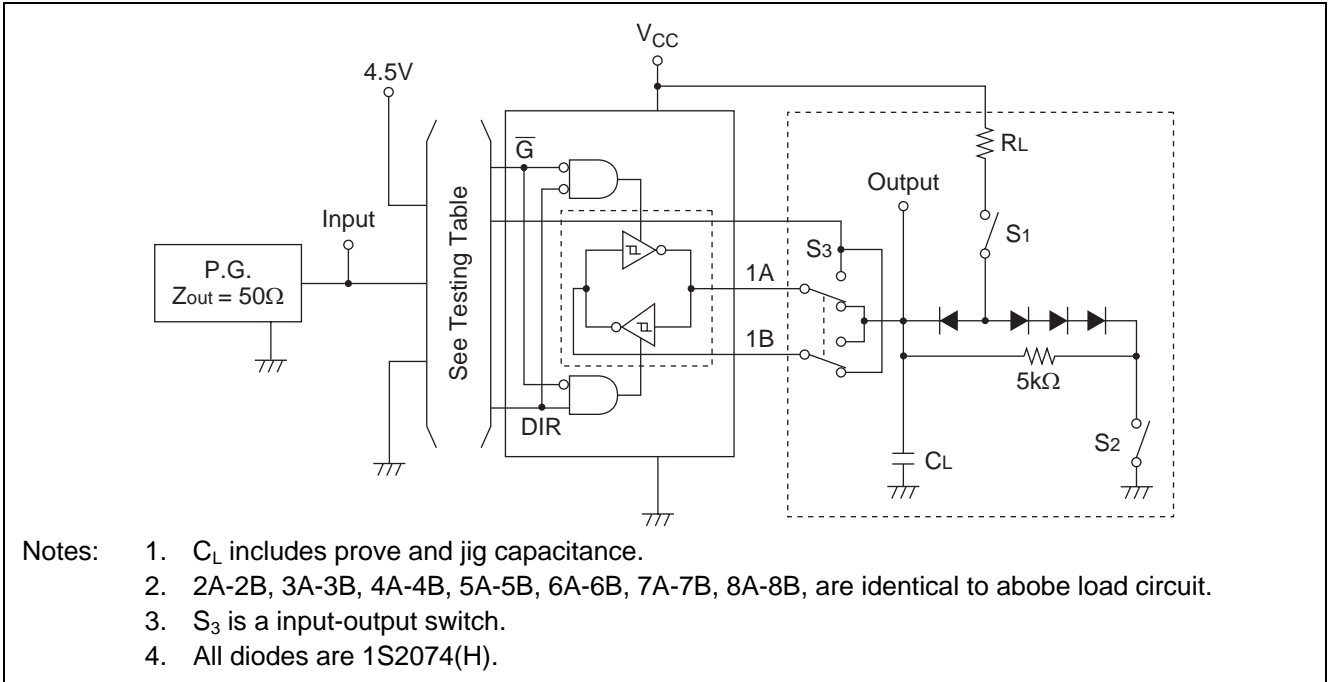 VCC
4.5V
G
RL
Output
Input
S1
S3
P.G.
Zout = 50Ω
See Testing Table
1A
1B
5kΩ
DIR
S2
CL
Notes: 1. CL includes prove and jig capacitance.
2. 2A-2B, 3A-3B, 4A-4B, 5A-5B, 6A-6B, 7A-7B, 8A-8B, are identical to abobe load circuit.
3. S3 is a input-output switch.
4. All diodes are 1S2074(H).